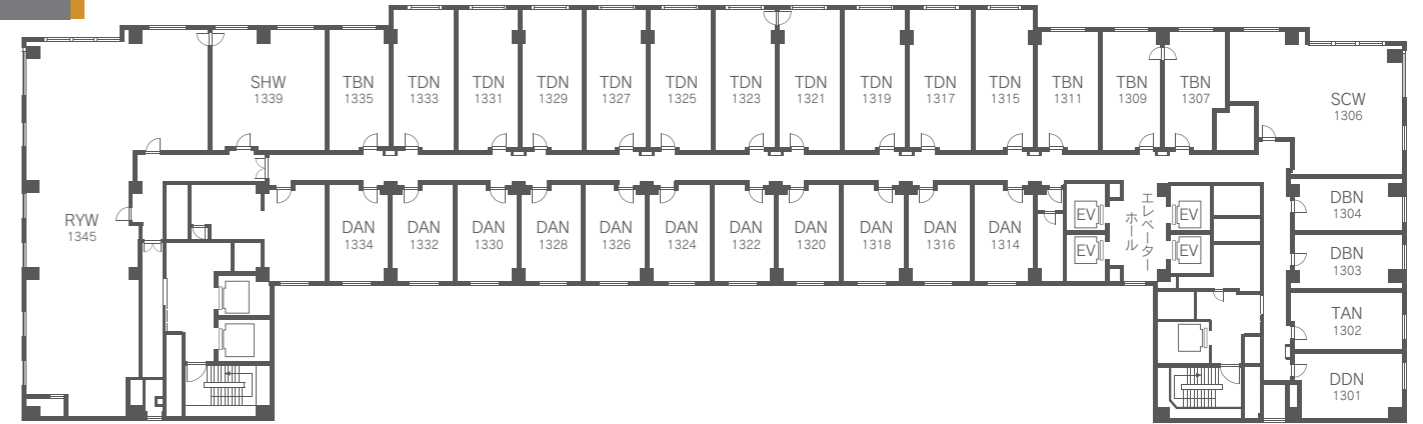 SHW
1339
TBN
1335
TDN
1333
TDN
1331
TDN
1329
TDN
1327
TDN
1325
TDN
1323
TDN
1321
TDN
1319
TDN
1317
TDN
1315
TBN
1311
TBN
1309
TBN
1307
SCW
1306
RYW
1345
DAN
1334
DAN
1332
DAN
1330
DAN
1328
DAN
1326
DAN
1324
DAN
1322
DAN
1320
DAN
1318
DAN
1316
DAN
1314
EV
EV
エレベーター
ホール
EV
EV
DBN
1304
DBN
1303
TAN
1302
DDN
1301